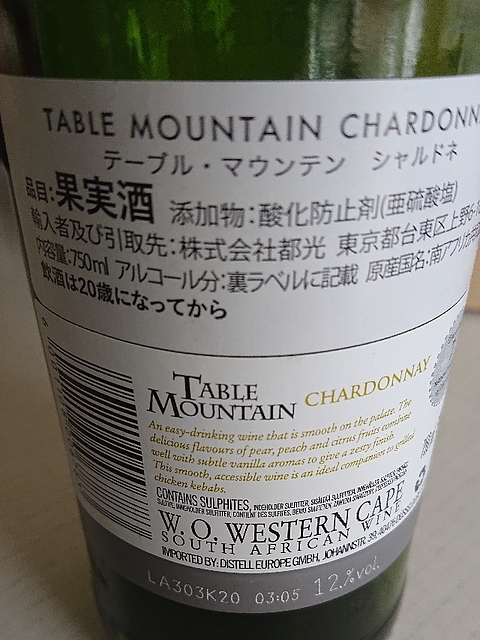 TABLE MOUNTAIN CHARDONN
テーブル・マウンテン シャルドネ
品目:果実酒 添加物:酸化防止剤(亜硫酸塩)
輸入者及び引取先:株式会社都光 東京都台東区上野6-1
内容量:750ml アルコール分:裏ラベルに記載 原産国名:南アフリカ
飲酒は20歳になってから
TABLE
MOUNTAIN CHARDONNAY
An easy-drinking wine that is smooth on the palate. The
delicious flavours of pear, peach and citrus fruits combine
well with subtle vanilla aromas to give a zesty finish.
This smooth, accessible wine is an ideal companion to grilled
chicken kebabs.
CONTAINS SULPHITES,
W.O. WESTERN CAPE
SOUTH AFRICAN WINE
IMPORTED BY: DISTELL EUROPE GMBH, JOHANNSTR. 39,
LA303K20 03:05 12.%vol.